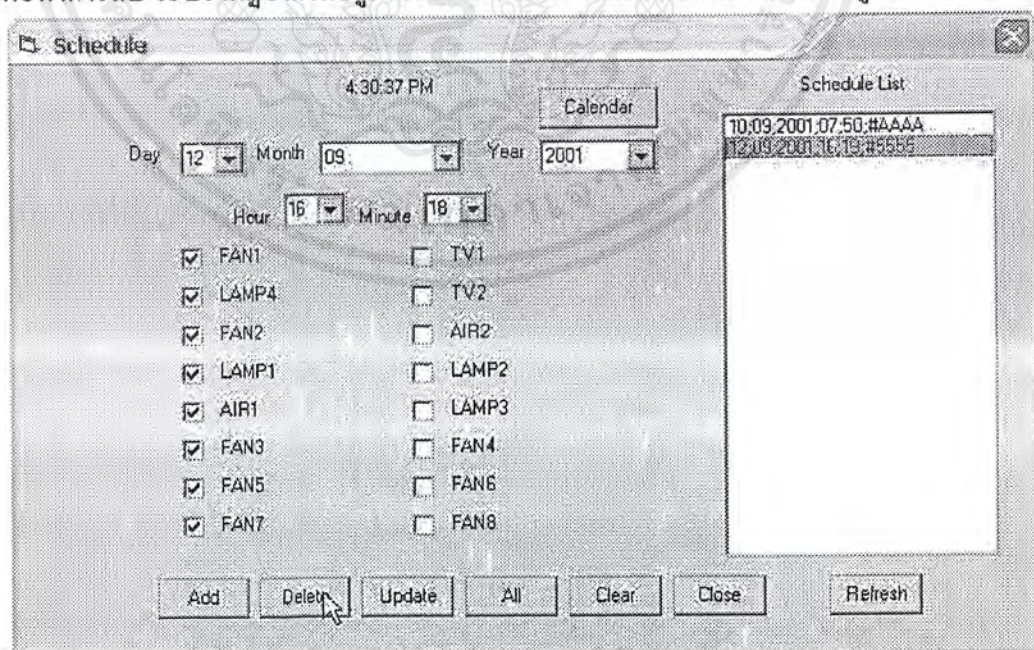 Schedule
4:30:37 PM
Calendar
Schedule List
Day 12 Month 09 Year 2001
Hour 16 Minute 18
10:09:2001;07:50;#AAAA
12:09:2001;16:19;#5555
FAN1 TV1
LAMP4 TV2
FAN2 AIR2
LAMP1 LAMP2
AIR1 LAMP3
FAN3 FAN4
FAN5 FAN6
FAN7 FAN8
Add Delete Update All Clear Close Refresh